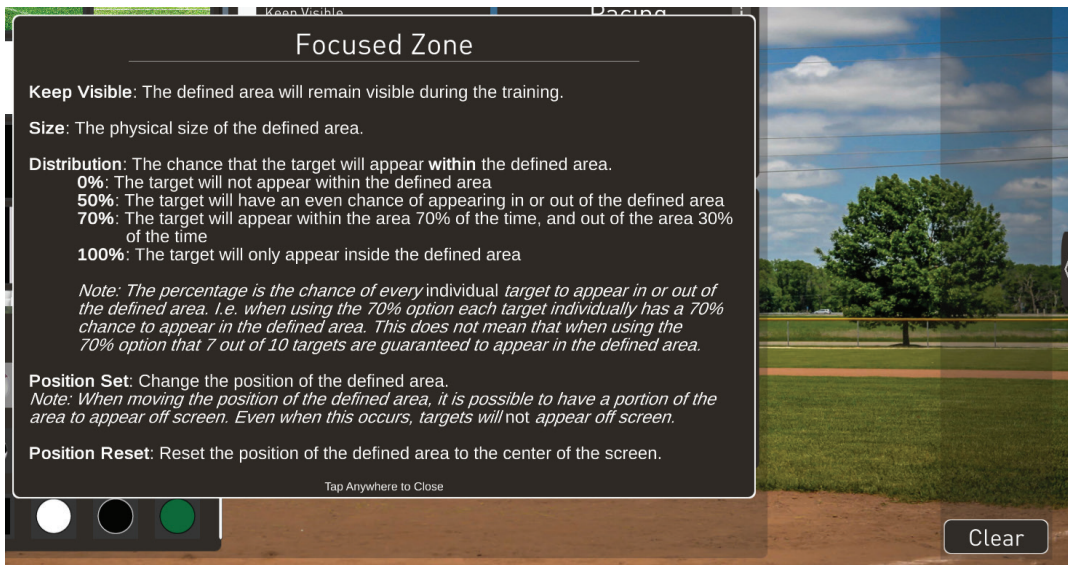 Keep Visible
Pacing
Focused Zone
Keep Visible: The defined area will remain visible during the training.
Size: The physical size of the defined area.
Distribution: The chance that the target will appear within the defined area.
0%: The target will not appear within the defined area
50%: The target will have an even chance of appearing in or out of the defined area
70%: The target will appear within the area 70% of the time, and out of the area 30%
of the time
100%: The target will only appear inside the defined area
Note: The percentage is the chance of every individual target to appear in or out of
the defined area. I.e. when using the 70% option each target individually has a 70%
chance to appear in the defined area. This does not mean that when using the
70% option that 7 out of 10 targets are guaranteed to appear in the defined area.
Position Set: Change the position of the defined area.
Note: When moving the position of the defined area, it is possible to have a portion of the
area to appear off screen. Even when this occurs, targets will not appear off screen.
Position Reset: Reset the position of the defined area to the center of the screen.
Tap Anywhere to Close
Clear